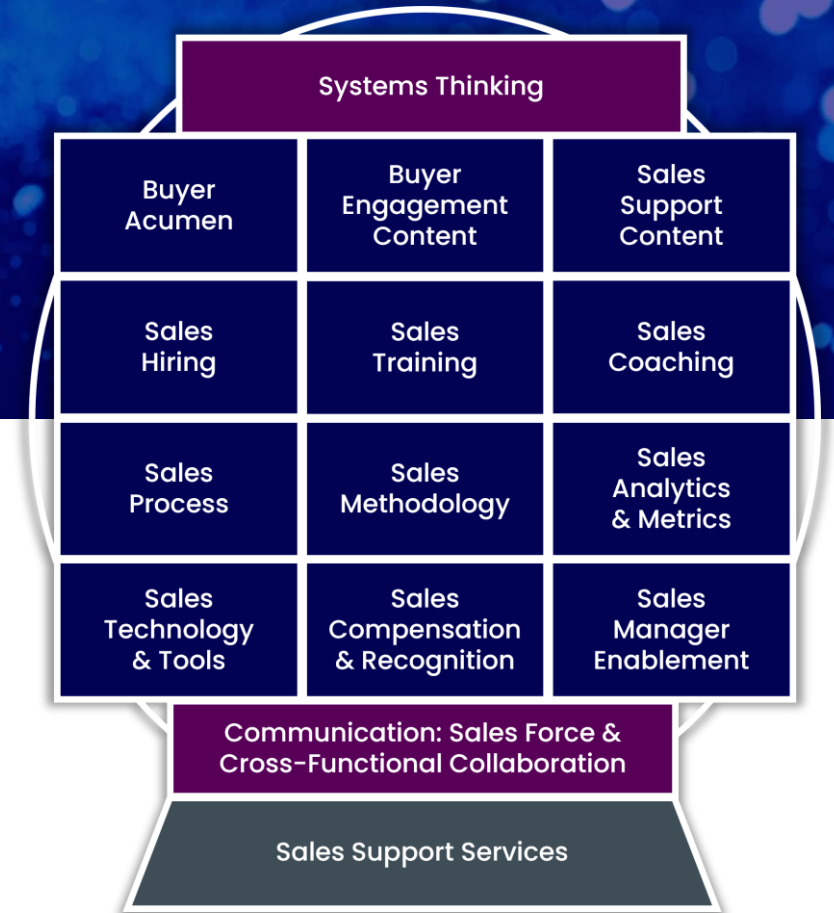 Systems Thinking
Buyer
Acumen
Buyer
Engagement
Content
Sales
Support
Content
Sales
Hiring
Sales
Training
Sales
Coaching
Sales
Process
Sales
Methodology
Sales
Analytics
& Metrics
Sales
Technology
& Tools
Sales
Compensation
& Recognition
Sales
Manager
Enablement
Communication: Sales Force &
Cross-Functional Collaboration
Sales Support Services